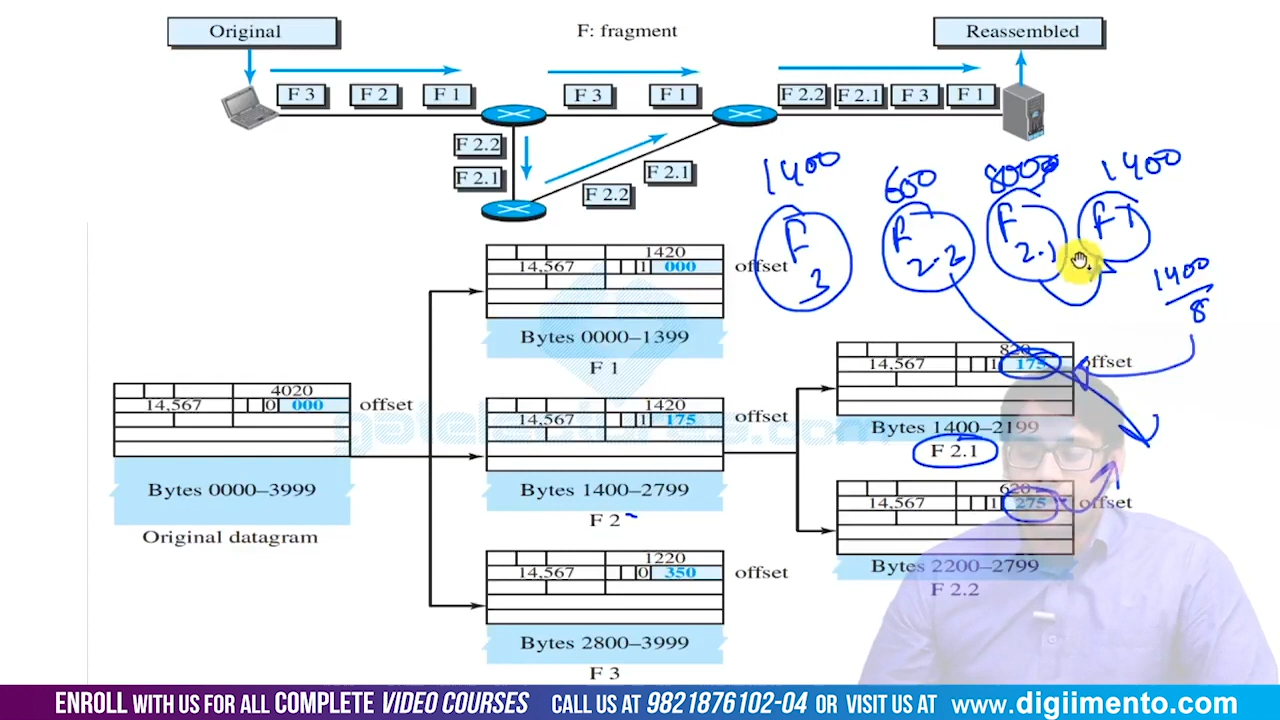 Original
F: fragment
Reassembled
F 3
F 2
F 1
F 3
F 1
F 2.2
F 2.1
F 3
F 1
F 2.2
F 2.1
F 2.1
F 2.2
1400
600
8000
1400
F 3
F 2.2
F 2.1
F 1
1400
8
1420
14,567 1 000 offset
Bytes 0000–1399
F 1
4020
14,567 0 000 offset
Bytes 0000–3999
Original datagram
1420
14,567 1 175 offset
Bytes 1400–2799
F 2
1220
14,567 0 350 offset
Bytes 2800–3999
F 3
820
14,567 1 175 offset
Bytes 1400–2199
F 2.1
620
14,567 1 275 offset
Bytes 2200–2799
F 2.2
gatelectures.com
ENROLL WITH US FOR ALL COMPLETE VIDEO COURSES CALL US AT 9821876102-04 OR VISIT US AT www.digiimento.com